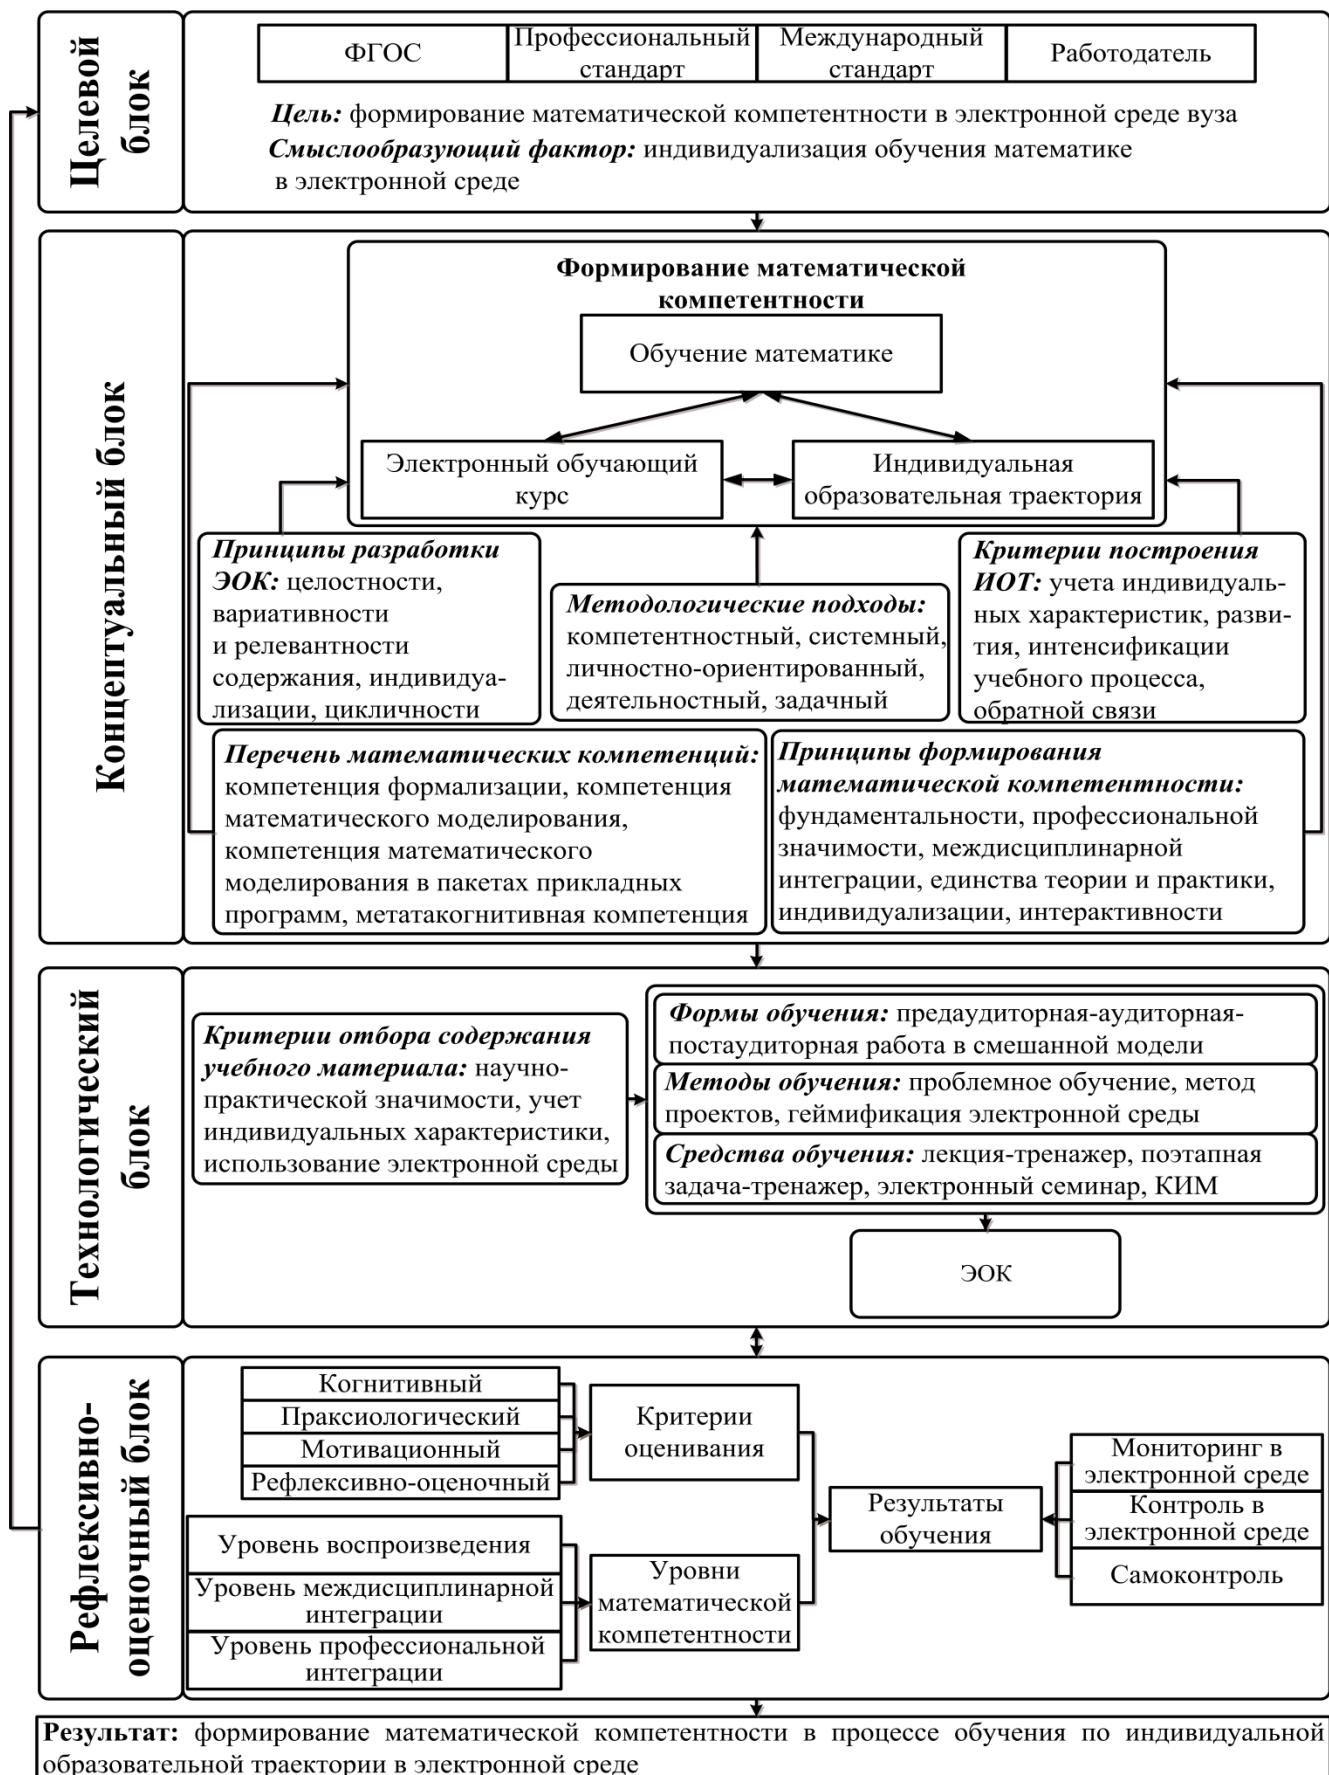 Целевой
блок
ФГОС
Профессиональный
стандарт
Международный
стандарт
Работодатель
Цель: формирование математической компетентности в электронной среде вуза
Смыслообразующий фактор: индивидуализация обучения математике
в электронной среде
Концептуальный блок
Формирование математической
компетентности
Обучение математике
Электронный обучающий
курс
Индивидуальная
образовательная траектория
Принципы разработки
ЭОК: целостности,
вариативности
и релевантности
содержания, индивидуа-
лизации, цикличности
Методологические подходы:
компетентностный, системный,
личностно-ориентированный,
деятельностный, задачный
Критерии построения
ИОТ: учета индивидуаль-
ных характеристик, разви-
тия, интенсификации
учебного процесса,
обратной связи
Перечень математических компетенций:
компетенция формализации, компетенция
математического моделирования,
компетенция математического
моделирования в пакетах прикладных
программ, метатакогнитивная компетенция
Принципы формирования
математической компетентности:
фундаментальности, профессиональной
значимости, междисциплинарной
интеграции, единства теории и практики,
индивидуализации, интерактивности
Технологический
блок
Критерии отбора содержания
учебного материала: научно-
практической значимости, учет
индивидуальных характеристики,
использование электронной среды
Формы обучения: предаудиторная-аудиторная-
постаудиторная работа в смешанной модели
Методы обучения: проблемное обучение, метод
проектов, геймификация электронной среды
Средства обучения: лекция-тренажер, поэтапная
задача-тренажер, электронный семинар, КИМ
ЭОК
Рефлексивно-
оценочный блок
Когнитивный
Праксиологический
Мотивационный
Рефлексивно-оценочный
Критерии
оценивания
Уровень воспроизведения
Уровень междисциплинарной
интеграции
Уровень профессиональной
интеграции
Уровни
математической
компетентности
Результаты
обучения
Мониторинг в
электронной среде
Контроль в
электронной среде
Самоконтроль
Результат: формирование математической компетентности в процессе обучения по индивидуальной
образовательной траектории в электронной среде